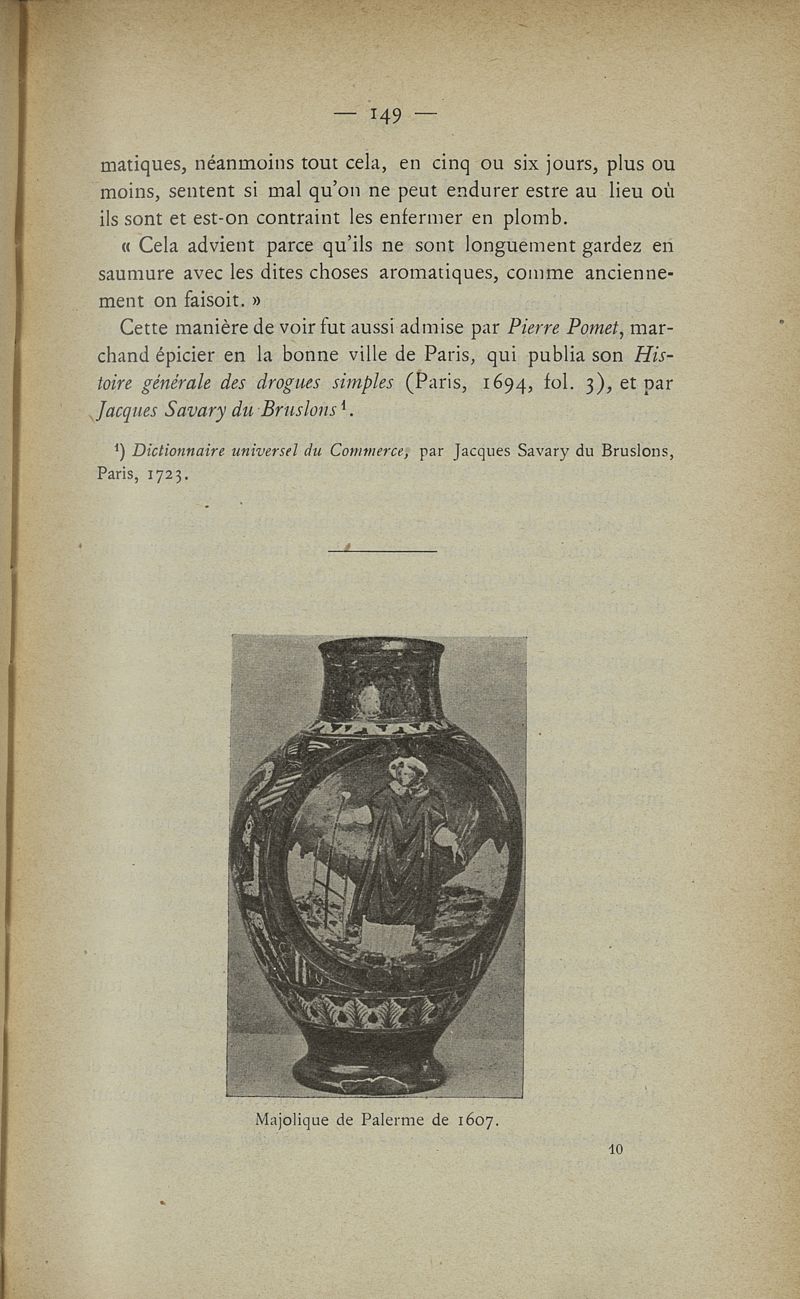 — 149 —
matiques, néanmoins tout cela, en cinq ou six jours, plus ou
moins, sentent si mal qu'on ne peut endurer estre au lieu où
ils sont et est-on contraint les enfermer en plomb.
« Cela advient parce qu'ils ne sont longuement gardez en
saumure avec les dites choses aromatiques, comme ancienne-
ment on faisoit. »
Cette manière de voir fut aussi admise par Pierre Pomet, mar-
chand épicier en la bonne ville de Paris, qui publia son His-
toire générale des drogues simples (Paris, 1694, fol. 3), et par
Jacques Savary du Bruslons ¹.
¹) Dictionnaire universel du Commerce, par Jacques Savary du Bruslons,
Paris, 1723.
Majolique de Palerme de 1607.
10